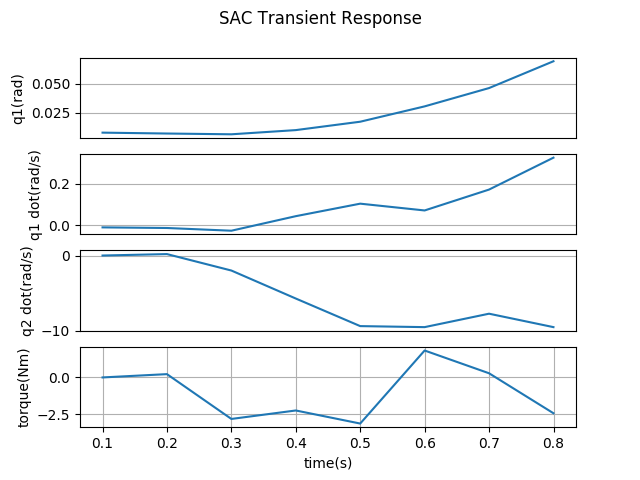 SAC Transient Response
q1(rad)
0.050
0.025
q1 dot(rad/s)
0.2
0.0
q2 dot(rad/s)
0
−10
torque(Nm)
0.0
−2.5
0.1 0.2 0.3 0.4 0.5 0.6 0.7 0.8
time(s)